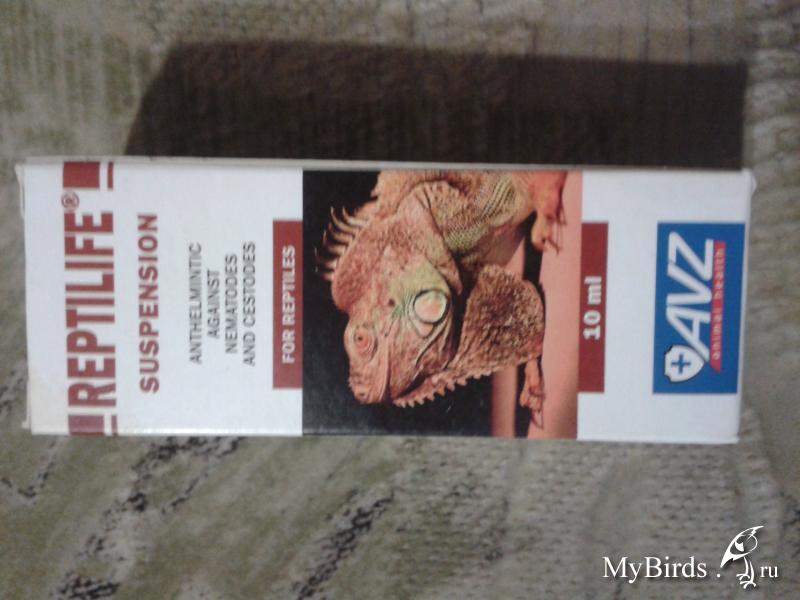 REPTILIFE®
SUSPENSION
ANTHELMINTIC
AGAINST
NEMATODES
AND CESTODES
FOR REPTILES
10 ml
AVZ
animal health
MyBirds.ru